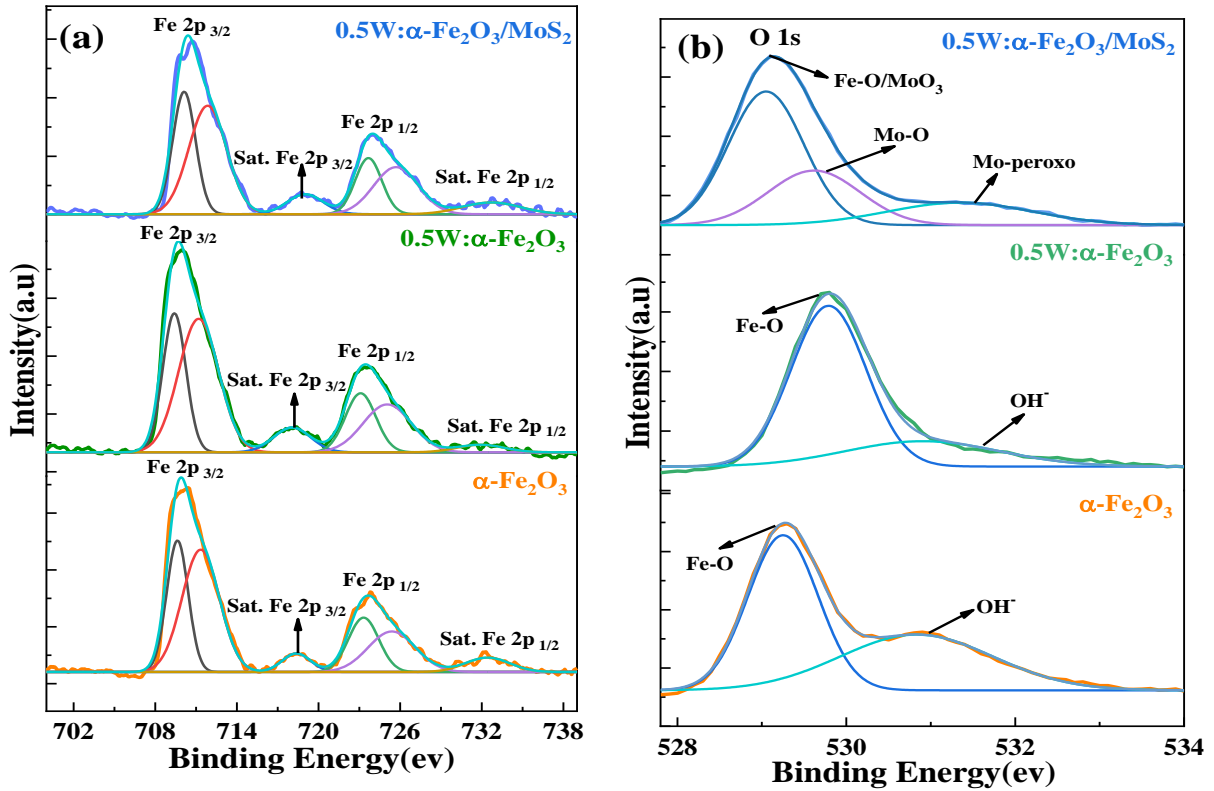 (a)
Fe 2p 3/2
0.5W:α-Fe₂O₃/MoS₂
Fe 2p 1/2
Sat. Fe 2p 3/2
Sat. Fe 2p 1/2
Fe 2p 3/2
0.5W:α-Fe₂O₃
Fe 2p 1/2
Sat. Fe 2p 3/2
Sat. Fe 2p 1/2
Fe 2p 3/2
α-Fe₂O₃
Fe 2p 1/2
Sat. Fe 2p 3/2
Sat. Fe 2p 1/2
Intensity(a.u)
702 708 714 720 726 732 738
Binding Energy(ev)
(b)
O 1s
0.5W:α-Fe₂O₃/MoS₂
Fe-O/MoO₃
Mo-O
Mo-peroxo
0.5W:α-Fe₂O₃
Fe-O
OH⁻
α-Fe₂O₃
Fe-O
OH⁻
Intensity(a.u)
528 530 532 534
Binding Energy(ev)